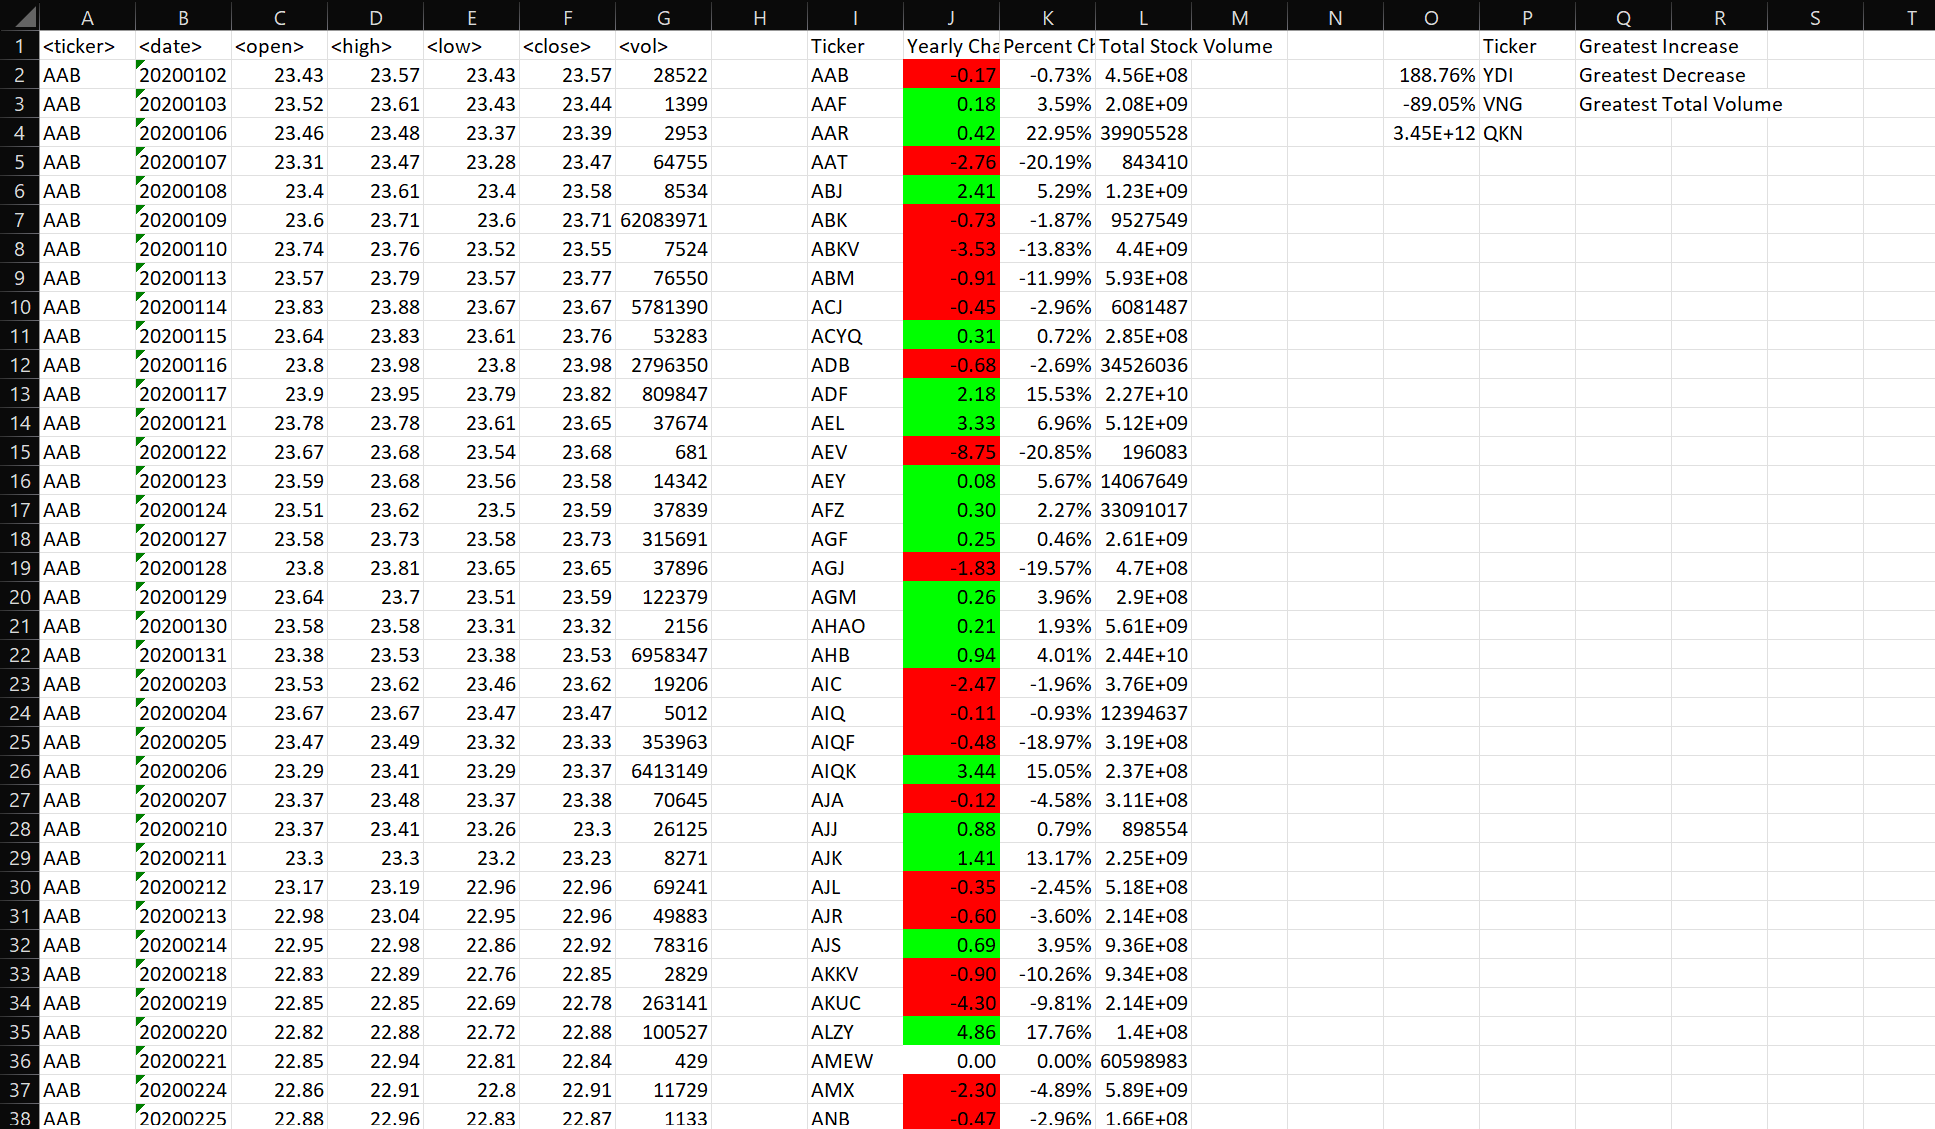 A B C D E F G H I J K L M N O P Q R S T
1 <ticker> <date> <open> <high> <low> <close> <vol> Ticker Yearly Cha Percent Ch Total Stock Volume Ticker Greatest Increase
2 AAB 20200102 23.43 23.57 23.43 23.57 28522 AAB -0.17 -0.73% 4.56E+08 188.76% YDI Greatest Decrease
3 AAB 20200103 23.52 23.61 23.43 23.44 1399 AAF 0.18 3.59% 2.08E+09 -89.05% VNG Greatest Total Volume
4 AAB 20200106 23.46 23.48 23.37 23.39 2953 AAR 0.42 22.95% 39905528 3.45E+12 QKN
5 AAB 20200107 23.31 23.47 23.28 23.47 64755 AAT -2.76 -20.19% 843410
6 AAB 20200108 23.4 23.61 23.4 23.58 8534 ABJ 2.41 5.29% 1.23E+09
7 AAB 20200109 23.6 23.71 23.6 23.71 62083971 ABK -0.73 -1.87% 9527549
8 AAB 20200110 23.74 23.76 23.52 23.55 7524 ABKV -3.53 -13.83% 4.4E+09
9 AAB 20200113 23.57 23.79 23.57 23.77 76550 ABM -0.91 -11.99% 5.93E+08
10 AAB 20200114 23.83 23.88 23.67 23.67 5781390 ACJ -0.45 -2.96% 6081487
11 AAB 20200115 23.64 23.83 23.61 23.76 53283 ACYQ 0.31 0.72% 2.85E+08
12 AAB 20200116 23.8 23.98 23.8 23.98 2796350 ADB -0.68 -2.69% 34526036
13 AAB 20200117 23.9 23.95 23.79 23.82 809847 ADF 2.18 15.53% 2.27E+10
14 AAB 20200121 23.78 23.78 23.61 23.65 37674 AEL 3.33 6.96% 5.12E+09
15 AAB 20200122 23.67 23.68 23.54 23.68 681 AEV -8.75 -20.85% 196083
16 AAB 20200123 23.59 23.68 23.56 23.58 14342 AEY 0.08 5.67% 14067649
17 AAB 20200124 23.51 23.62 23.5 23.59 37839 AFZ 0.30 2.27% 33091017
18 AAB 20200127 23.58 23.73 23.58 23.73 315691 AGF 0.25 0.46% 2.61E+09
19 AAB 20200128 23.8 23.81 23.65 23.65 37896 AGJ -1.83 -19.57% 4.7E+08
20 AAB 20200129 23.64 23.7 23.51 23.59 122379 AGM 0.26 3.96% 2.9E+08
21 AAB 20200130 23.58 23.58 23.31 23.32 2156 AHAO 0.21 1.93% 5.61E+09
22 AAB 20200131 23.38 23.53 23.38 23.53 6958347 AHB 0.94 4.01% 2.44E+10
23 AAB 20200203 23.53 23.62 23.46 23.62 19206 AIC -2.47 -1.96% 3.76E+09
24 AAB 20200204 23.67 23.67 23.47 23.47 5012 AIQ -0.11 -0.93% 12394637
25 AAB 20200205 23.47 23.49 23.32 23.33 353963 AIQF -0.48 -18.97% 3.19E+08
26 AAB 20200206 23.29 23.41 23.29 23.37 6413149 AIQK 3.44 15.05% 2.37E+08
27 AAB 20200207 23.37 23.48 23.37 23.38 70645 AJA -0.12 -4.58% 3.11E+08
28 AAB 20200210 23.37 23.41 23.26 23.3 26125 AJJ 0.88 0.79% 898554
29 AAB 20200211 23.3 23.3 23.2 23.23 8271 AJK 1.41 13.17% 2.25E+09
30 AAB 20200212 23.17 23.19 22.96 22.96 69241 AJL -0.35 -2.45% 5.18E+08
31 AAB 20200213 22.98 23.04 22.95 22.96 49883 AJR -0.60 -3.60% 2.14E+08
32 AAB 20200214 22.95 22.98 22.86 22.92 78316 AJS 0.69 3.95% 9.36E+08
33 AAB 20200218 22.83 22.89 22.76 22.85 2829 AKKV -0.90 -10.26% 9.34E+08
34 AAB 20200219 22.85 22.85 22.69 22.78 263141 AKUC -4.30 -9.81% 2.14E+09
35 AAB 20200220 22.82 22.88 22.72 22.88 100527 ALZY 4.86 17.76% 1.4E+08
36 AAB 20200221 22.85 22.94 22.81 22.84 429 AMEW 0.00 0.00% 60598983
37 AAB 20200224 22.86 22.91 22.8 22.91 11729 AMX -2.30 -4.89% 5.89E+09
38 AAB 20200225 22.88 22.96 22.83 22.87 1133 ANB -0.47 -2.96% 1.66E+08